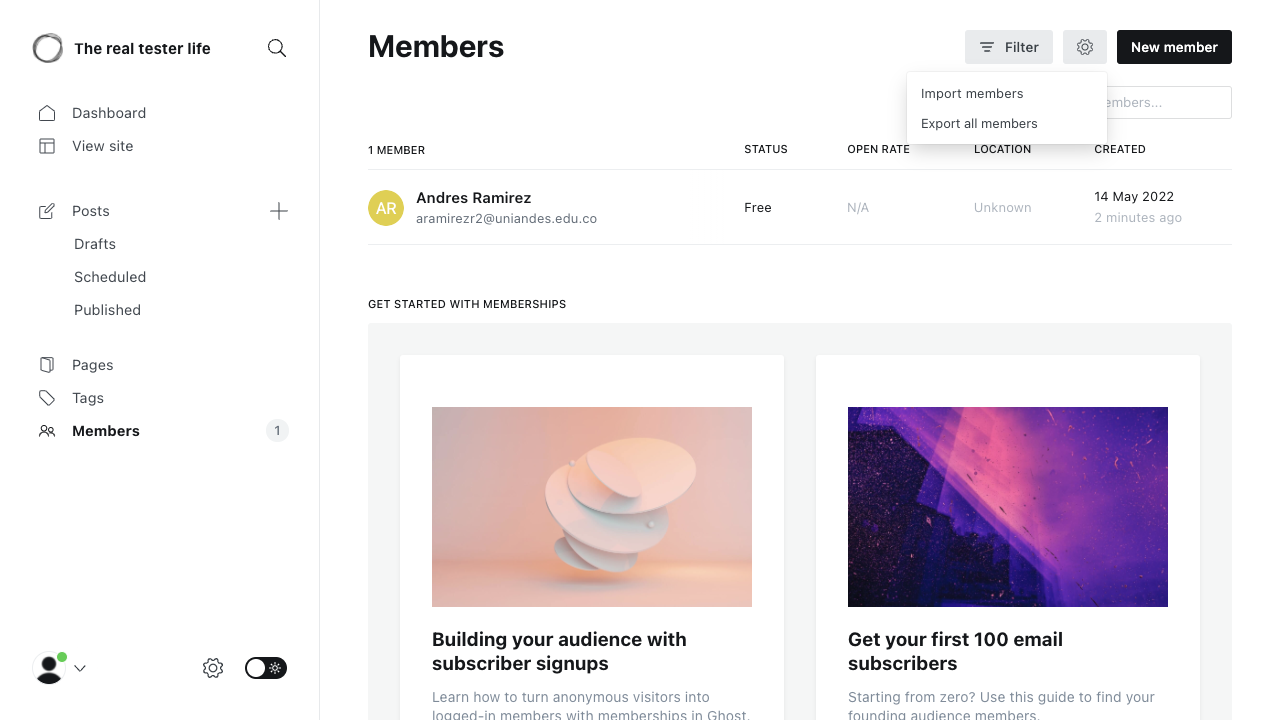 The real tester life
Dashboard
View site
Posts
Drafts
Scheduled
Published
Pages
Tags
Members
1
Members
Filter
New member
Import members
Export all members
1 MEMBER
STATUS
OPEN RATE
LOCATION
CREATED
AR
Andres Ramirez
aramirezr2@uniandes.edu.co
Free
N/A
Unknown
14 May 2022
2 minutes ago
GET STARTED WITH MEMBERSHIPS
Building your audience with
subscriber signups
Learn how to turn anonymous visitors into
logged-in members with memberships in Ghost.
Get your first 100 email
subscribers
Starting from zero? Use this guide to find your
founding audience members.